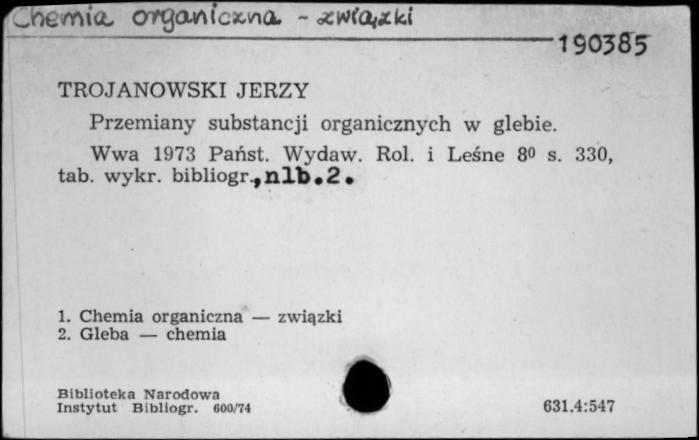 Chemia organiczna - związki
190385
TROJANOWSKI JERZY
Przemiany substancji organicznych w glebie.
Wwa 1973 Państ. Wydaw. Rol. i Leśne 8⁰ s. 330,
tab. wykr. bibliogr., nlb.2.
1. Chemia organiczna — związki
2. Gleba — chemia
Biblioteka Narodowa
Instytut Bibliogr. 600/74
631.4:547